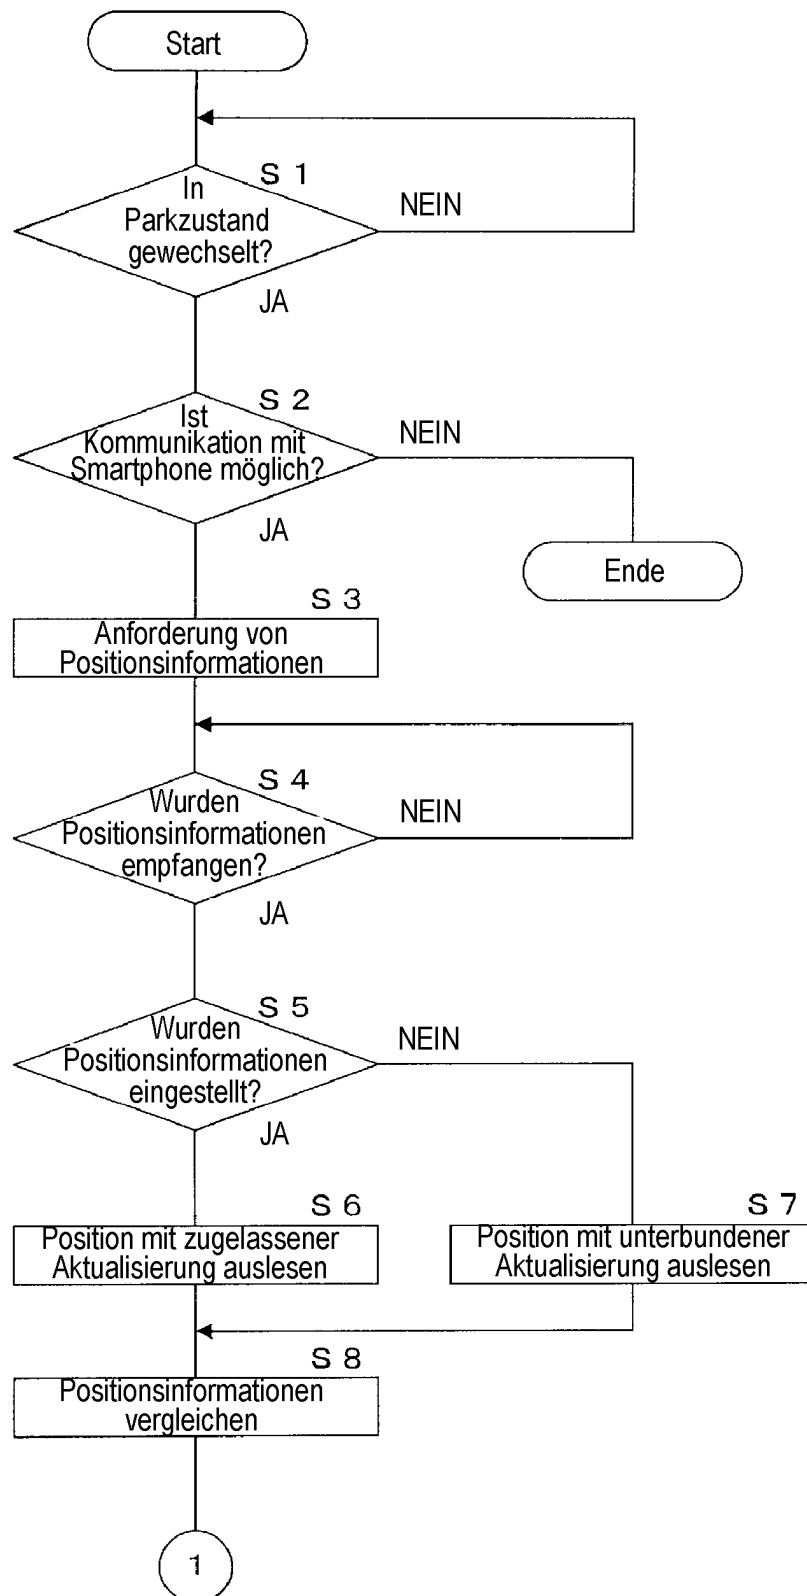 Start
S 1
In
Parkzustand
gewechselt?
NEIN
JA
S 2
Ist
Kommunikation mit
Smartphone möglich?
NEIN
JA
Ende
S 3
Anforderung von
Positionsinformationen
S 4
Wurden
Positionsinformationen
empfangen?
NEIN
JA
S 5
Wurden
Positionsinformationen
eingestellt?
NEIN
JA
S 6
Position mit zugelassener
Aktualisierung auslesen
S 7
Position mit unterbundener
Aktualisierung auslesen
S 8
Positionsinformationen
vergleichen
1